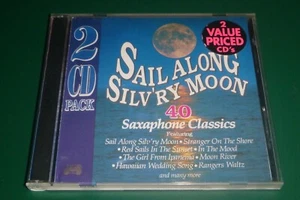 2 CD PACK
2 VALUE PRICED CD's
SAIL ALONG
SILV'RY MOON
40
Saxaphone Classics
Featuring
Sail Along Silv'ry Moon • Stranger On The Shore
• Red Sails In The Sunset • In The Mood
• The Girl From Ipanema • Moon River
• Hawaiian Wedding Song • Rangers Waltz
and many more